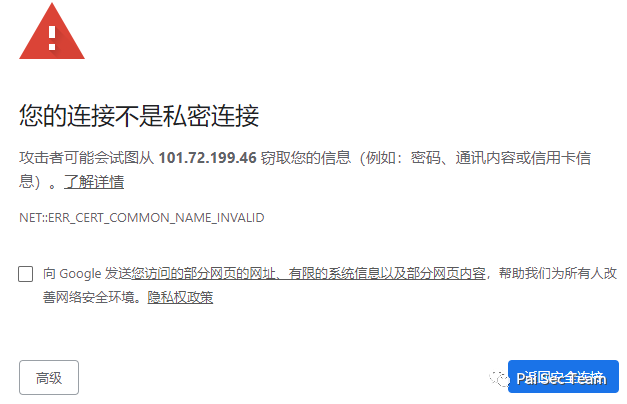 您的连接不是私密连接
攻击者可能会试图从 101.72.199.46 窃取您的信息（例如：密码、通讯内容或信用卡信
息）。了解详情
NET::ERR_CERT_COMMON_NAME_INVALID
向 Google 发送您访问的部分网页的网址、有限的系统信息以及部分网页内容，帮助我们为所有人改
善网络安全环境。隐私权政策
高级
返回安全连接
PaiSec Team